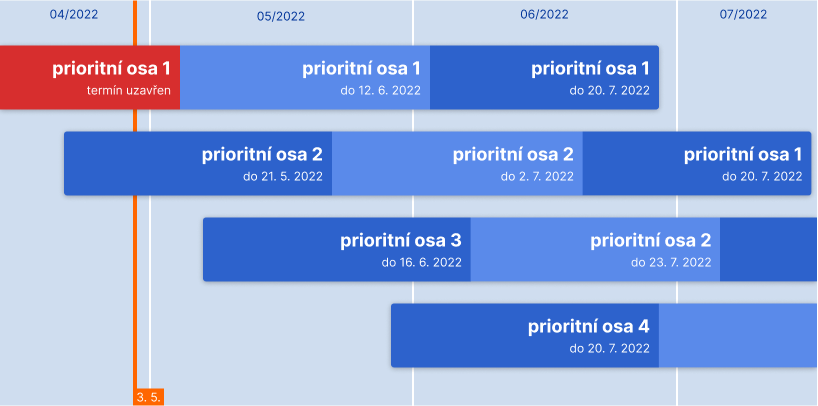 04/2022
05/2022
06/2022
07/2022
prioritní osa 1
termín uzavřen
prioritní osa 1
do 12. 6. 2022
prioritní osa 1
do 20. 7. 2022
prioritní osa 2
do 21. 5. 2022
prioritní osa 2
do 2. 7. 2022
prioritní osa 1
do 20. 7. 2022
prioritní osa 3
do 16. 6. 2022
prioritní osa 2
do 23. 7. 2022
prioritní osa 4
do 20. 7. 2022
3. 5.